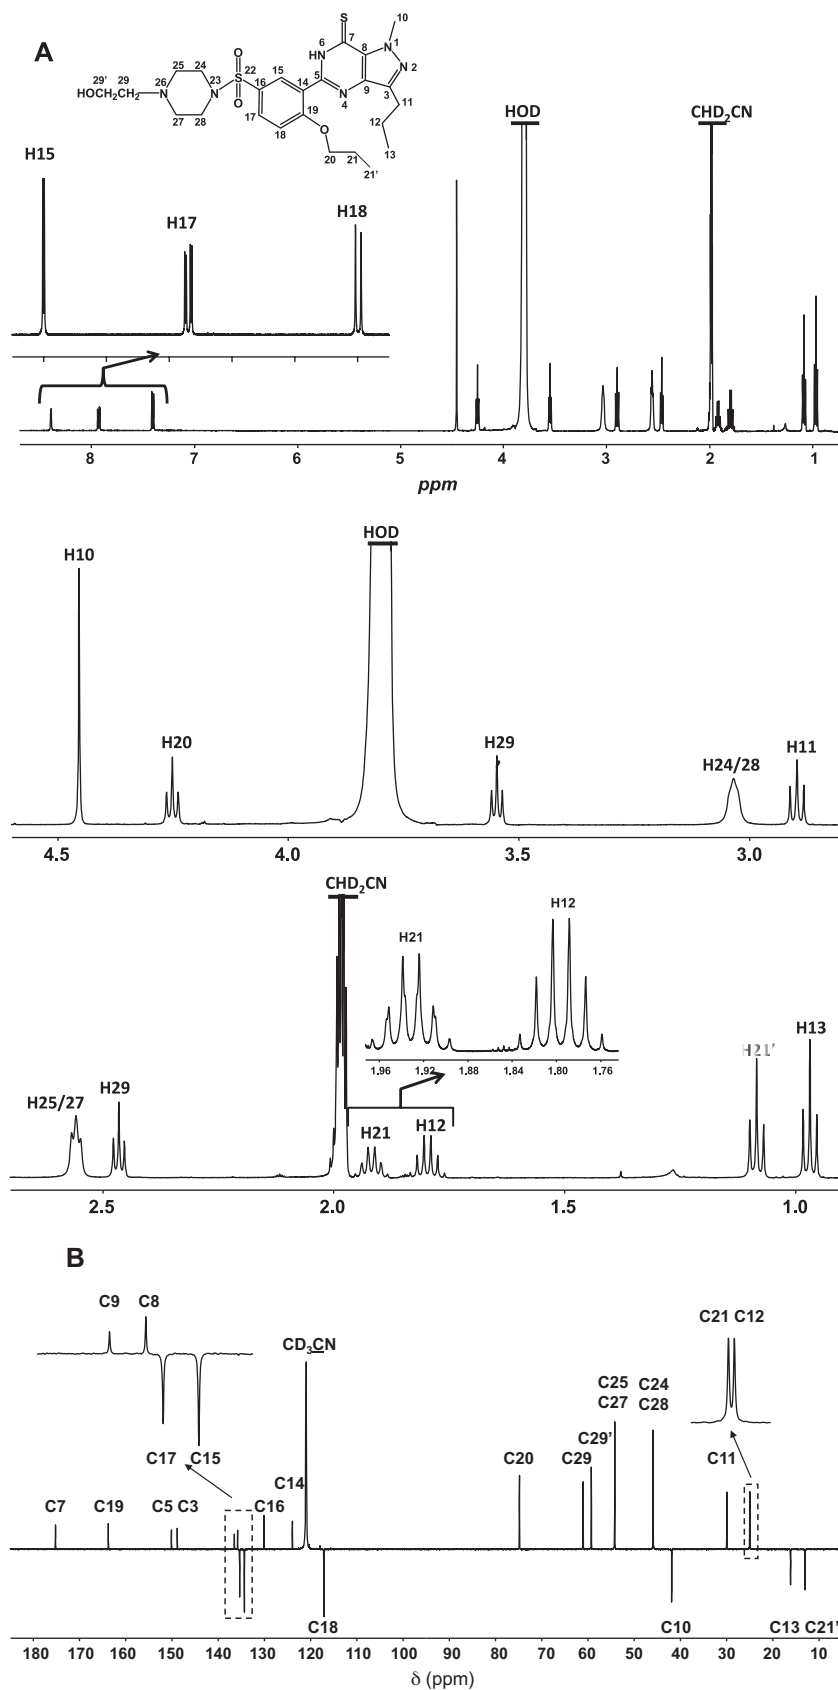 A
S
10
6
7
8
1
NH
N
5
N 2
4
N
9
3
11
12
13
O
22
S
O
15
14
16
17
18
19
O
20
21
21'
25
24
29'
29
26
23
HOC—C
N
N
27
28
HOD
CHD2CN
H15
H17
H18
8
7
6
5
4
3
2
1
ppm
H10
HOD
H20
H29
H24/28
H11
4.5
4.0
3.5
3.0
CHD2CN
H12
H21
H13
H21'
1.96
1.92
1.88
1.84
1.80
1.76
H25/27
H29
H21
H12
2.5
2.0
1.5
1.0
B
C9
C8
CD3CN
C21 C12
C25
C27
C24
C28
C17
C15
C20
C29
C29'
C11
C7
C19
C5 C3
C16
C14
C18
C10
C13 C21'
180 170 160 150 140 130 120 110 100 90 80 70 60 50 40 30 20 10
δ (ppm)